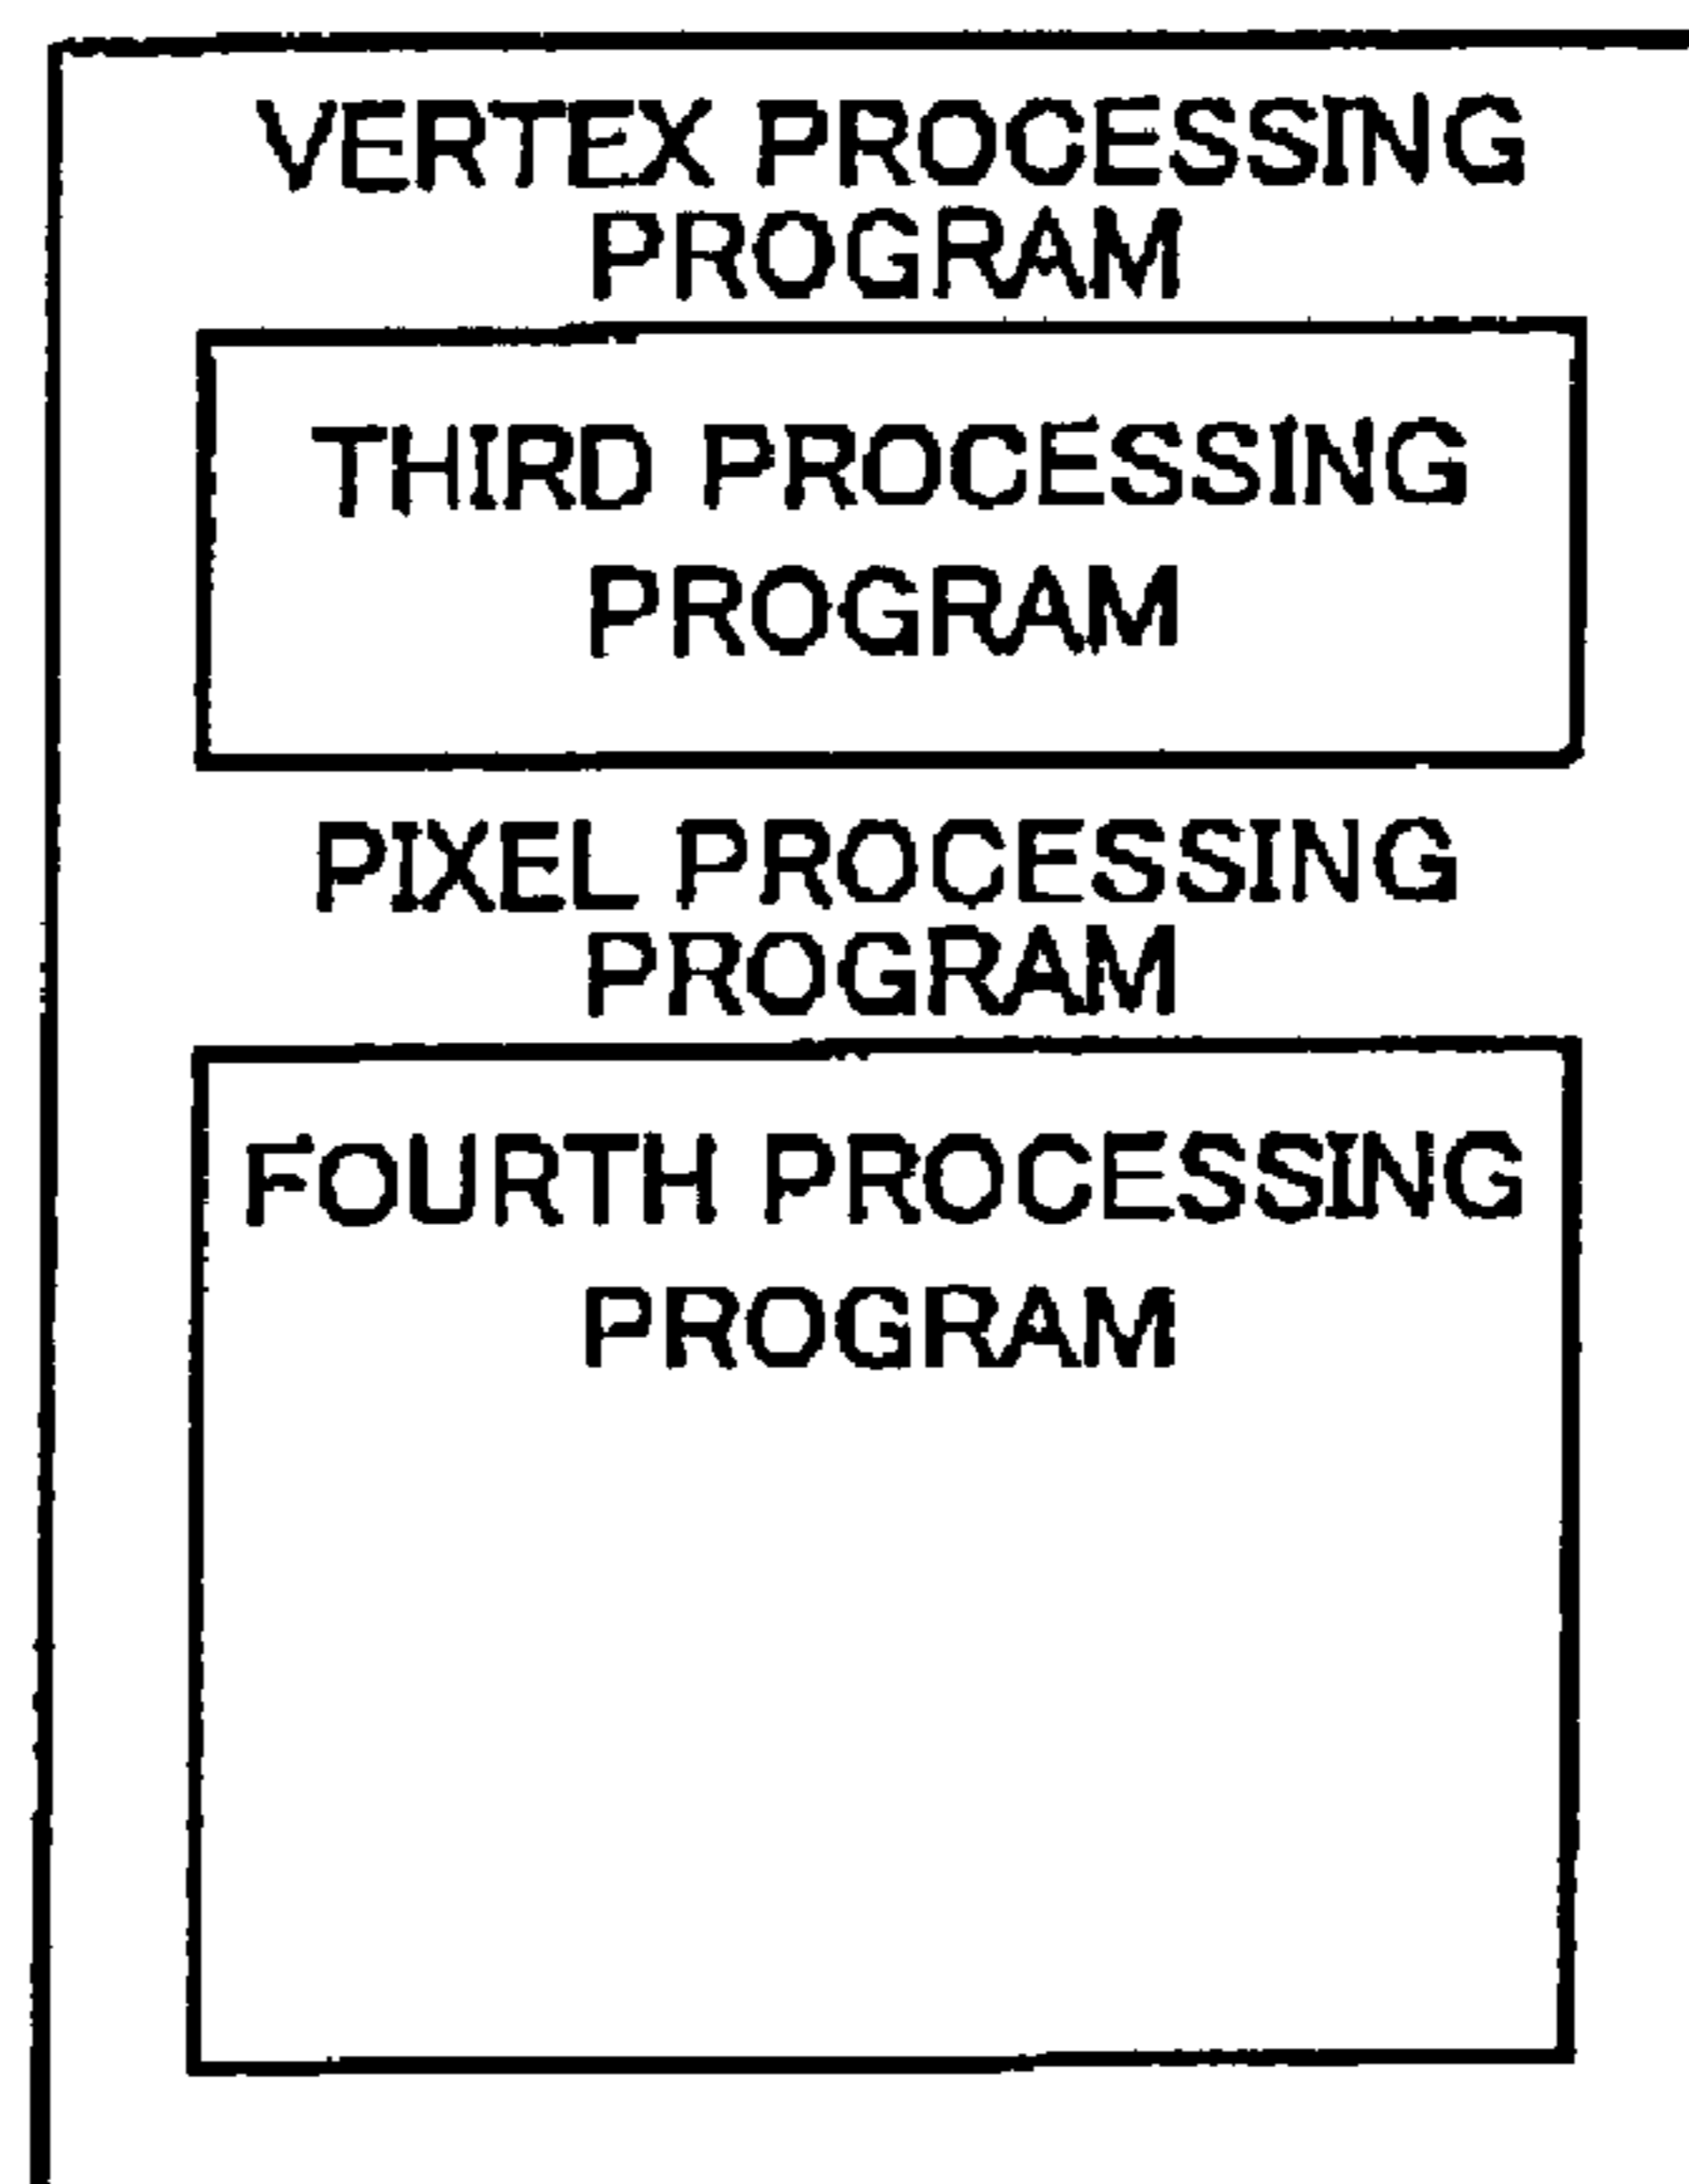 VERTEX PROCESSING
PROGRAM
THIRD PROCESSING
PROGRAM
PIXEL PROCESSING
PROGRAM
FOURTH PROCESSING
PROGRAM